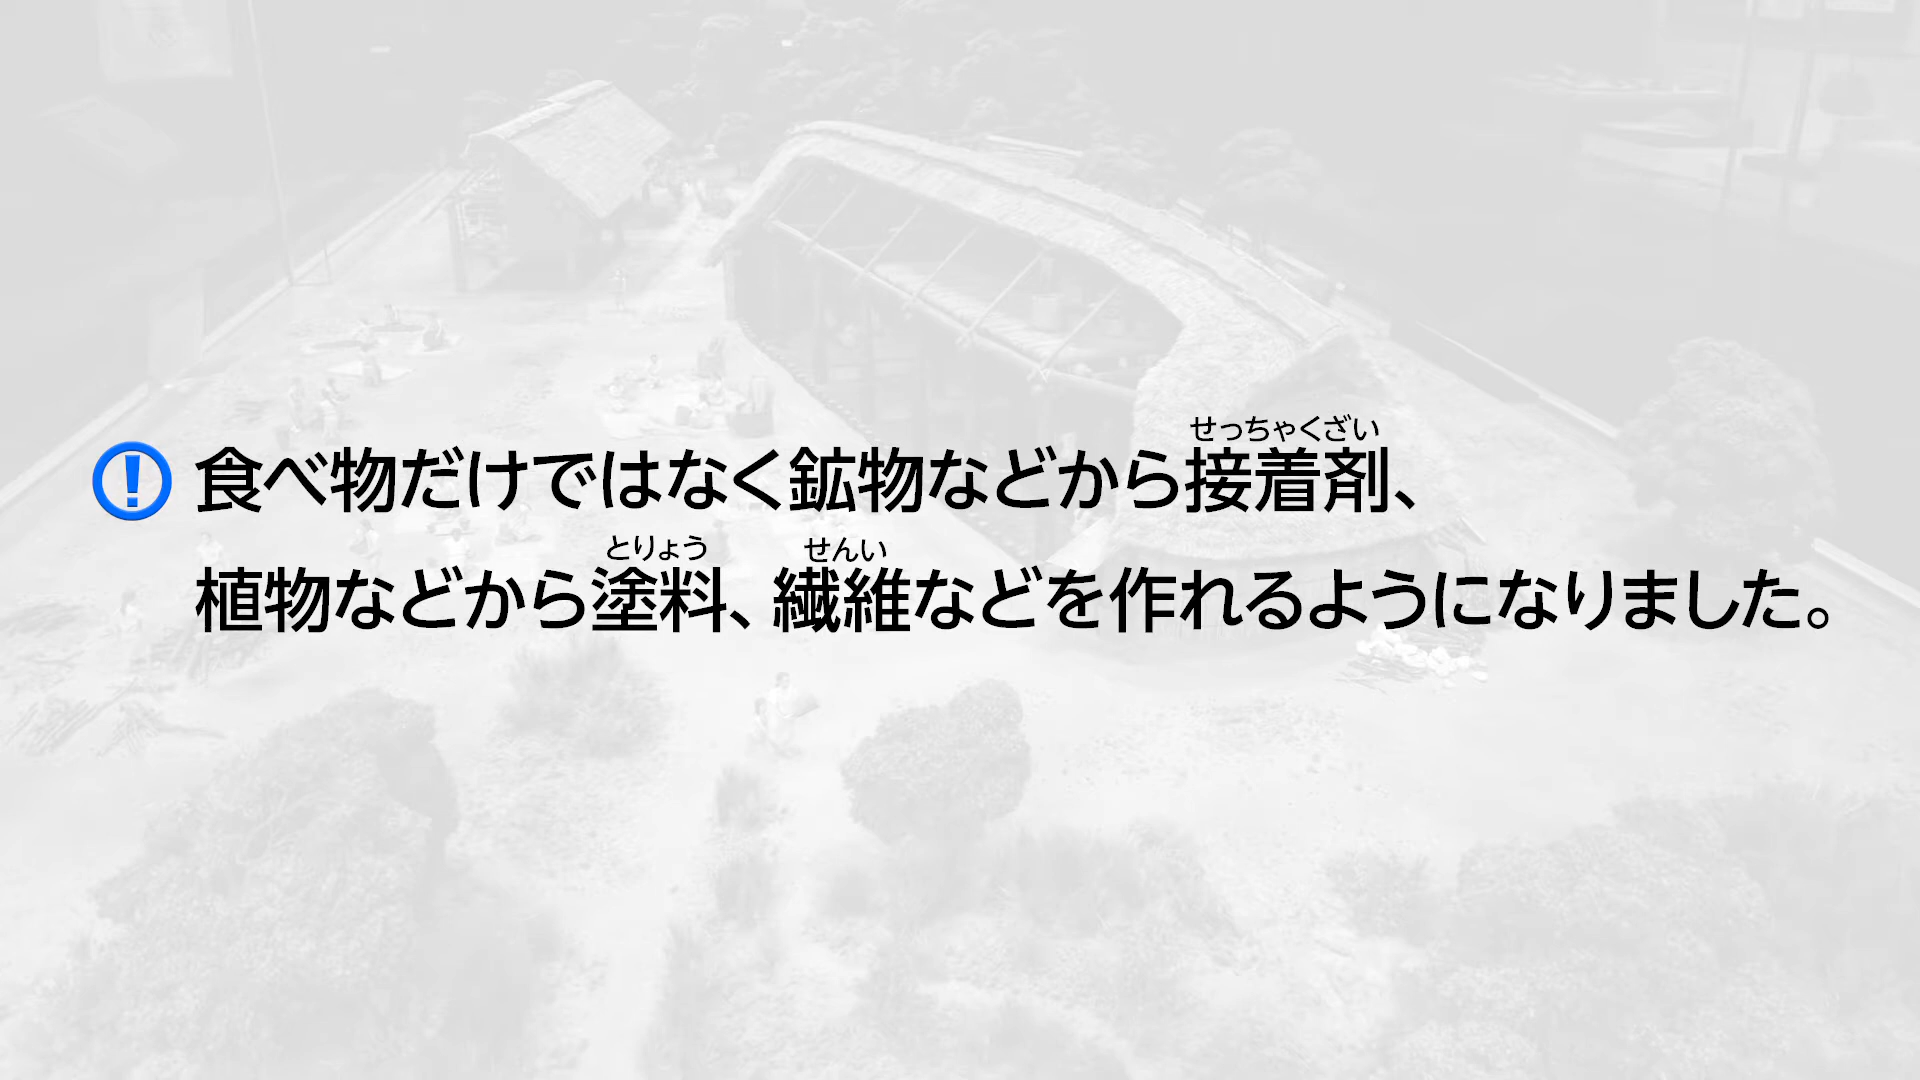 食べ物だけではなく鉱物などから接着剤、
せっちゃくざい
植物などから塗料、繊維などを作れるようになりました。
とりょう せんい